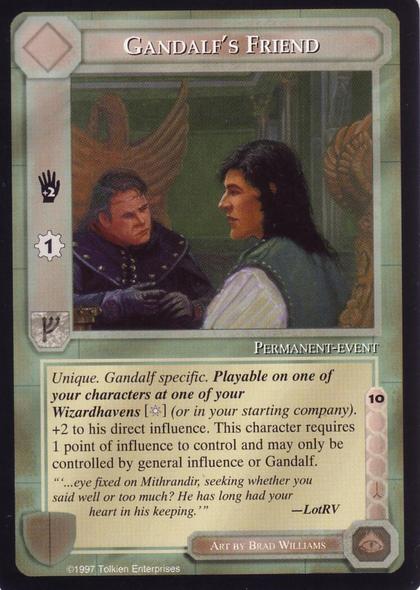 GANDALF'S FRIEND
+2
1
PERMANENT-EVENT
Unique. Gandalf specific. Playable on one of
your characters at one of your
Wizardhavens [☼] (or in your starting company).
+2 to his direct influence. This character requires
1 point of influence to control and may only be
controlled by general influence or Gandalf.
"'...eye fixed on Mithrandir, seeking whether you
said well or too much? He has long had your
heart in his keeping.'" —LotRV
10
ART BY BRAD WILLIAMS
©1997 Tolkien Enterprises